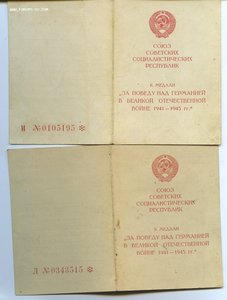 СОЮЗ
СОВЕТСКИХ
СОЦИАЛИСТИЧЕСКИХ
РЕСПУБЛИК
К МЕДАЛИ
„ЗА ПОБЕДУ НАД ГЕРМАНИЕЙ
В ВЕЛИКОЙ ОТЕЧЕСТВЕННОЙ
ВОЙНЕ 1941—1945 гг."
И №0105195
СОЮЗ
СОВЕТСКИХ
СОЦИАЛИСТИЧЕСКИХ
РЕСПУБЛИК
К МЕДАЛИ
„ЗА ПОБЕДУ НАД ГЕРМАНИЕЙ
В ВЕЛИКОЙ ОТЕЧЕСТВЕННОЙ
ВОЙНЕ 1941—1945 гг."
Л №0343515